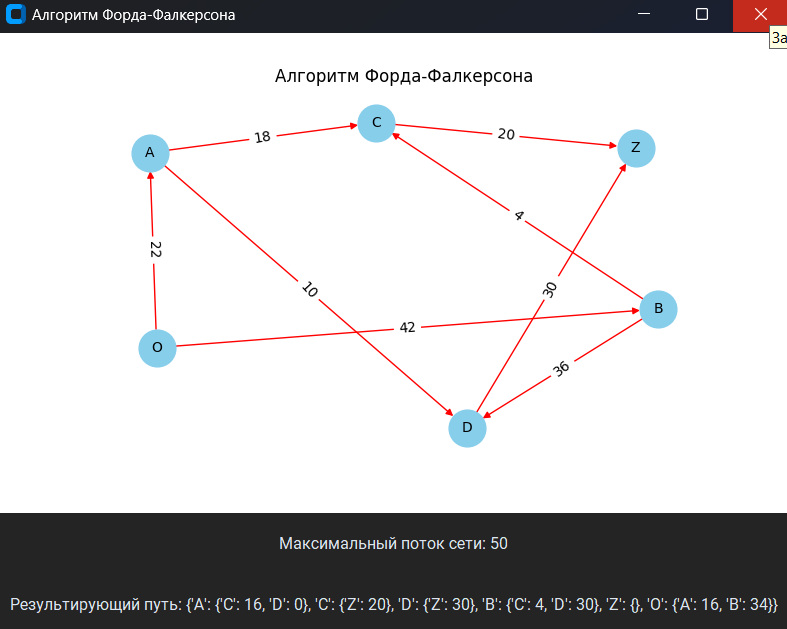 Алгоритм Форда-Фалкерсона
За
Алгоритм Форда-Фалкерсона
C
20
Z
18
A
4
22
10
30
B
42
O
36
D
Максимальный поток сети: 50
Результирующий путь: {'A': {'C': 16, 'D': 0}, 'C': {'Z': 20}, 'D': {'Z': 30}, 'B': {'C': 4, 'D': 30}, 'Z': {}, 'O': {'A': 16, 'B': 34}}